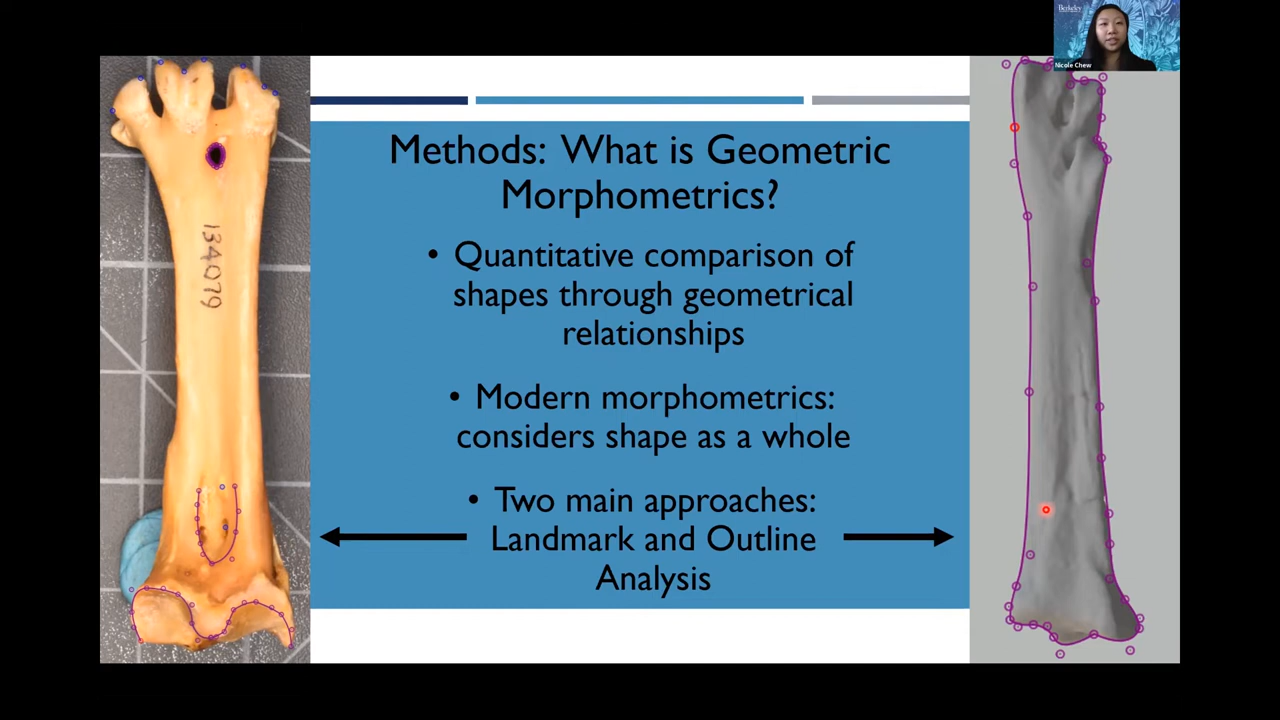 Berkeley
Nicole Chew
Methods: What is Geometric
Morphometrics?
• Quantitative comparison of
shapes through geometrical
relationships
• Modern morphometrics:
considers shape as a whole
• Two main approaches:
Landmark and Outline
Analysis
134079